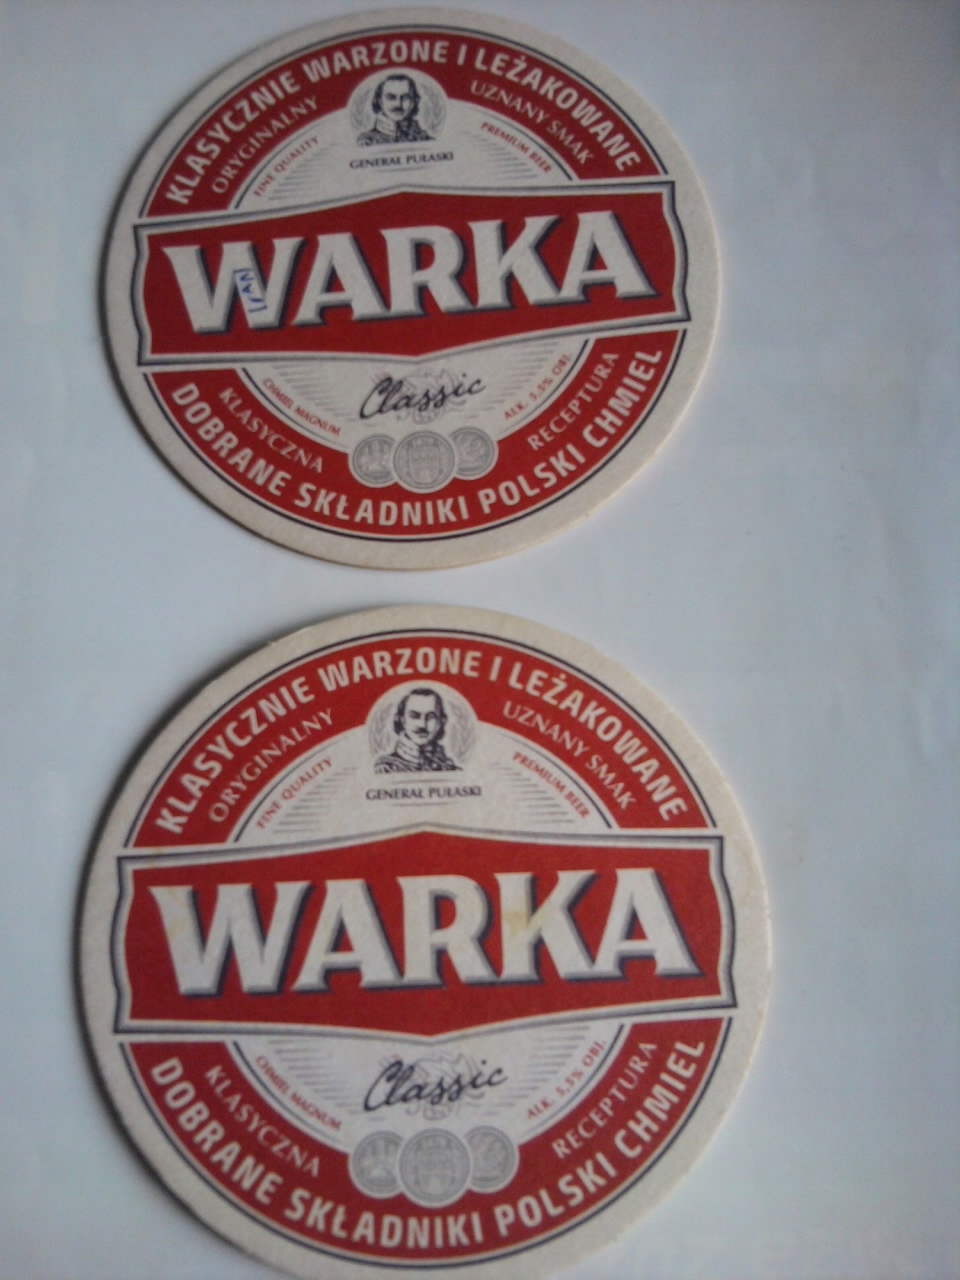 KLASYCZNIE WARZONE I LEŻAKOWANE
ORYGINALNY
UZNANY SMAK
FINE QUALITY
PREMIUM BEER
GENERAŁ PUŁASKI
WARKA
Classic
CHMIEL MAGNUM
ALK. 5,5% OBJ.
KLASYCZNA
RECEPTURA
DOBRANE SKŁADNIKI POLSKI CHMIEL
KLASYCZNIE WARZONE I LEŻAKOWANE
ORYGINALNY
UZNANY SMAK
FINE QUALITY
PREMIUM BEER
GENERAŁ PUŁASKI
WARKA
Classic
CHMIEL MAGNUM
ALK. 5,5% OBJ.
KLASYCZNA
RECEPTURA
DOBRANE SKŁADNIKI POLSKI CHMIEL